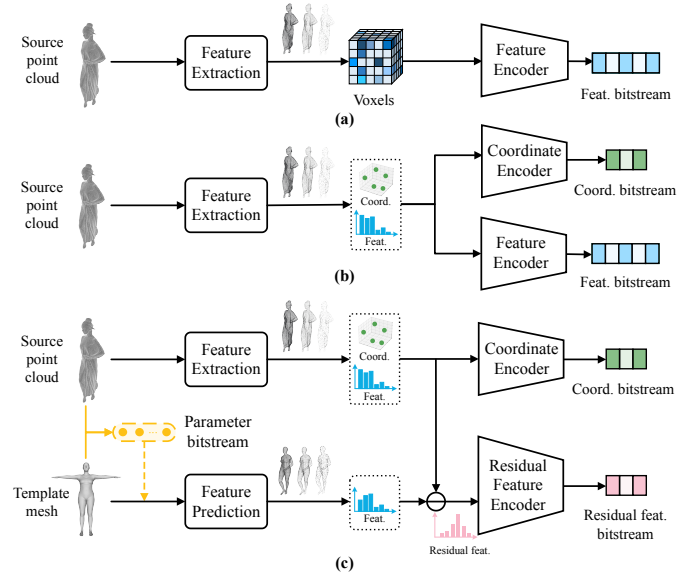 Source
point
cloud
Feature
Extraction
Voxels
Feature
Encoder
Feat. bitstream
(a)
Source
point
cloud
Feature
Extraction
Coord.
Feat.
Coordinate
Encoder
Coord. bitstream
Feature
Encoder
Feat. bitstream
(b)
Source
point
cloud
Feature
Extraction
Coord.
Feat.
Coordinate
Encoder
Coord. bitstream
Parameter
bitstream
Template
mesh
Feature
Prediction
Feat.
Residual feat.
Residual
Feature
Encoder
Residual feat.
bitstream
(c)